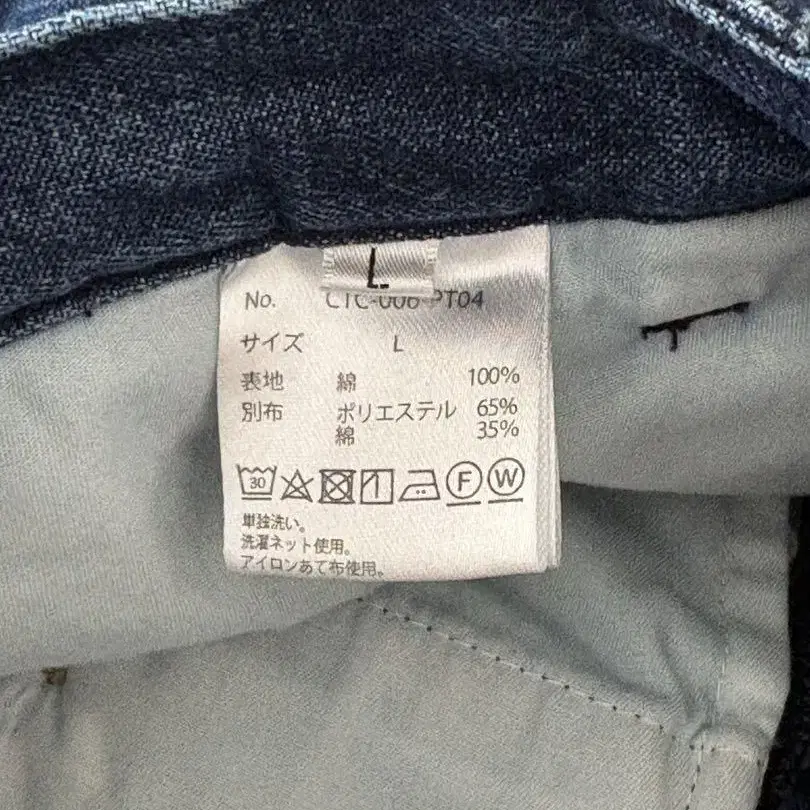 L
No. CTC-006-PT04
サイズ L
表地 綿 100%
別布 ポリエステル 65%
綿 35%
30 F W
単独洗い。
洗濯ネット使用。
アイロンあて布使用。